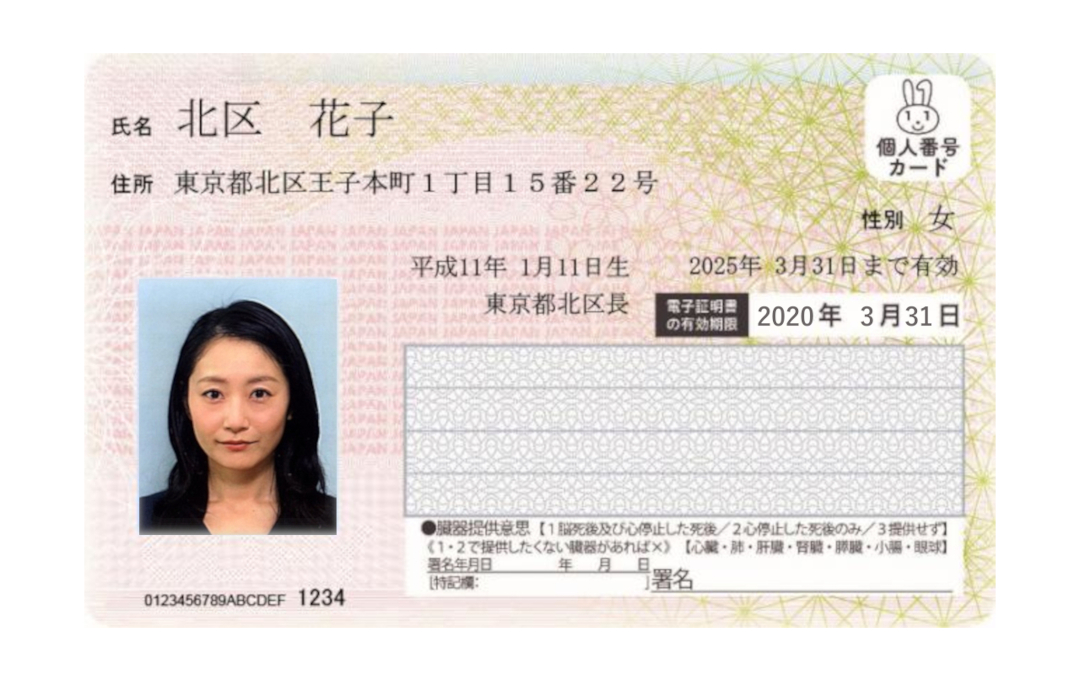 氏名 北区　花子
個人番号
カード
住所 東京都北区王子本町１丁目１５番２２号
性別 女
平成11年 1月11日生 2025年 3月31日まで有効
東京都北区長 電子証明書の有効期限 2020年 3月31日
●臓器提供意思【1脳死後及び心停止した死後／2心停止した死後のみ／3提供せず】
《1・2で提供したくない臓器があれば×》【心臓・肺・肝臓・腎臓・膵臓・小腸・眼球】
署名年月日　　　年　月　日
[特記欄:　　　] 署名
0123456789ABCDEF 1234